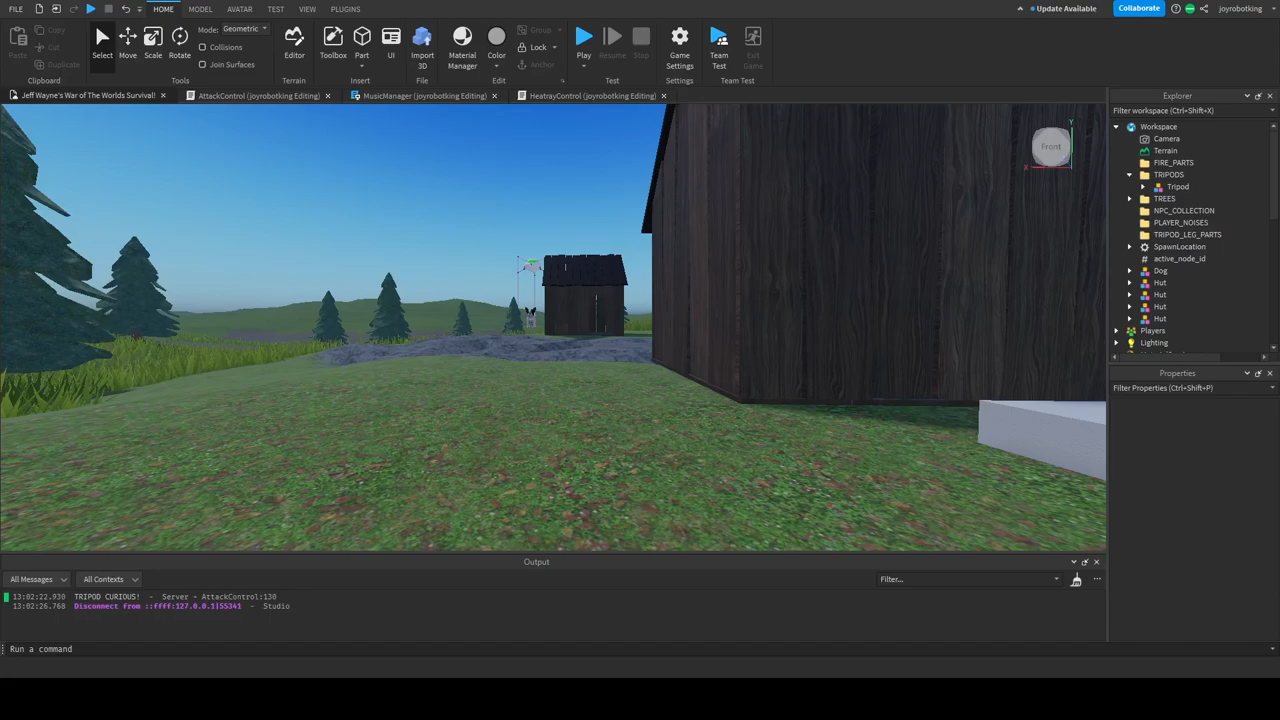 FILE HOME MODEL AVATAR TEST VIEW PLUGINS Update Available Collaborate joyrobotking
Copy Mode: Geometric Group
Cut Collisions Lock
Paste Duplicate Select Move Scale Rotate Join Surfaces Editor Toolbox Part UI Import 3D Material Manager Color Anchor Play Resume Stop Game Settings Team Test Exit Game
Clipboard Tools Terrain Insert File Edit Test Settings Team Test
Jeff Wayne's War of The Worlds Survival! AttackControl (joyrobotking Editing) MusicManager (joyrobotking Editing) HeatrayControl (joyrobotking Editing)
Explorer
Filter workspace (Ctrl+Shift+X)
Workspace
Camera
Terrain
FIRE_PARTS
TRIPODS
Tripod
TREES
NPC_COLLECTION
PLAYER_NOISES
TRIPOD_LEG_PARTS
SpawnLocation
active_node_id
Dog
Hut
Hut
Hut
Hut
Players
Lighting
Y
X
Front
Properties
Filter Properties (Ctrl+Shift+P)
Output
All Messages All Contexts Filter...
13:02:22.930 TRIPOD CURIOUS! - Server - AttackControl:130
13:02:26.768 Disconnect from ::ffff:127.0.0.1|55341 - Studio
Run a command